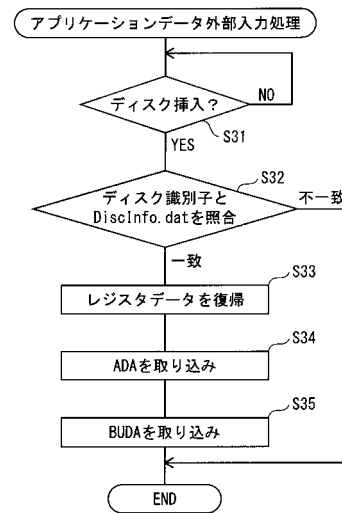 アプリケーションデータ外部入力処理
ディスク挿入?
NO
S31
YES
S32
ディスク識別子と
DiscInfo.datを照合
不一致
一致
S33
レジスタデータを復帰
S34
ADAを取り込み
S35
BUDAを取り込み
END